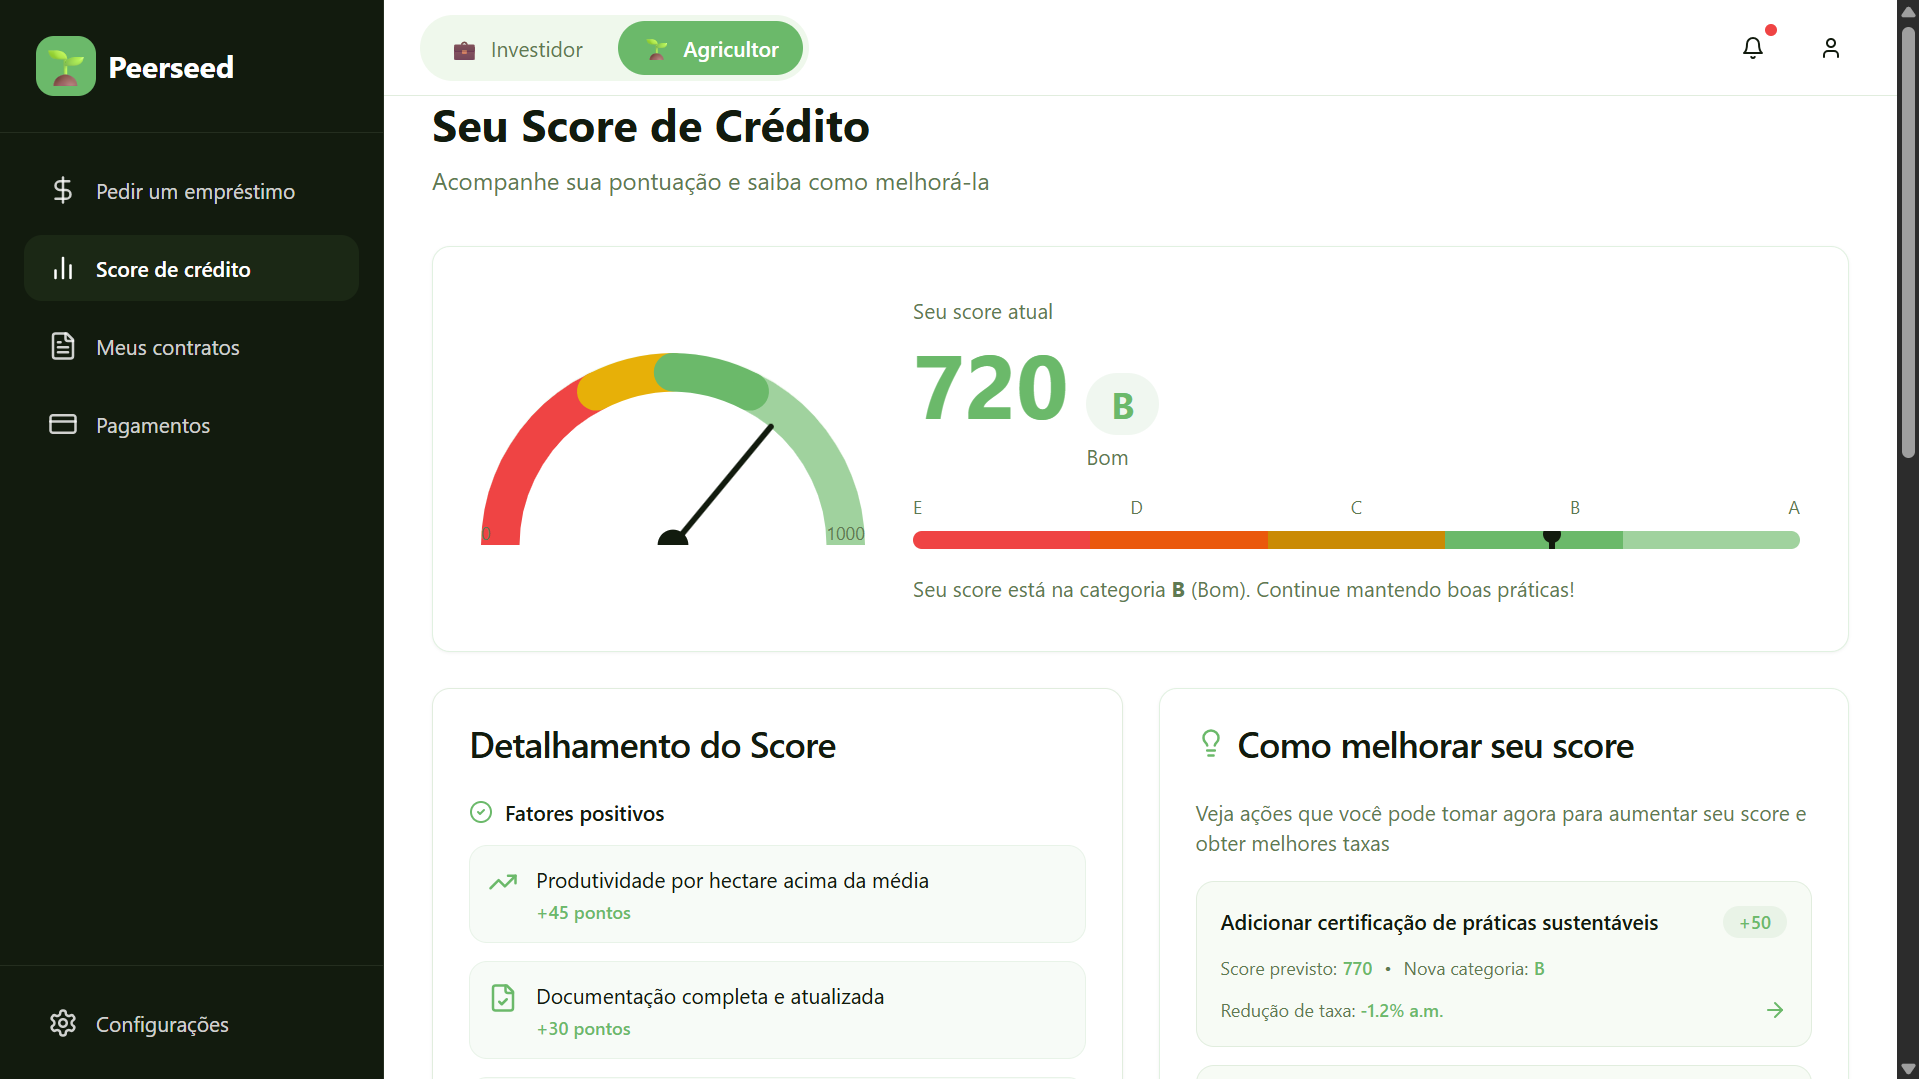 Peerseed
Pedir um empréstimo
Score de crédito
Meus contratos
Pagamentos
Configurações
Investidor
Agricultor
Seu Score de Crédito
Acompanhe sua pontuação e saiba como melhorá-la
0
1000
Seu score atual
720
B
Bom
E D C B A
Seu score está na categoria B (Bom). Continue mantendo boas práticas!
Detalhamento do Score
Fatores positivos
Produtividade por hectare acima da média
+45 pontos
Documentação completa e atualizada
+30 pontos
Como melhorar seu score
Veja ações que você pode tomar agora para aumentar seu score e
obter melhores taxas
Adicionar certificação de práticas sustentáveis
+50
Score previsto: 770 • Nova categoria: B
Redução de taxa: -1.2% a.m.